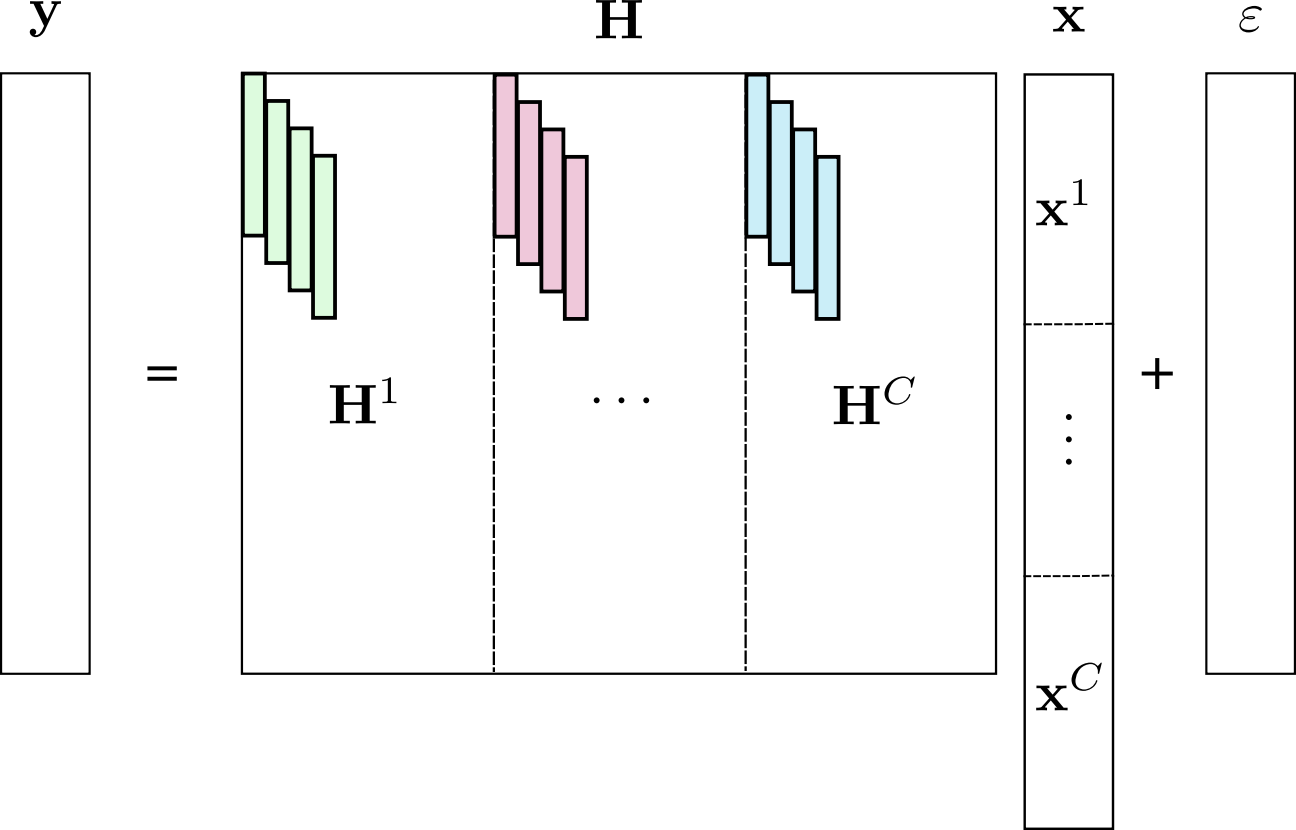 y H x ε
x¹
= H¹ ... H^C +
⋮
x^C